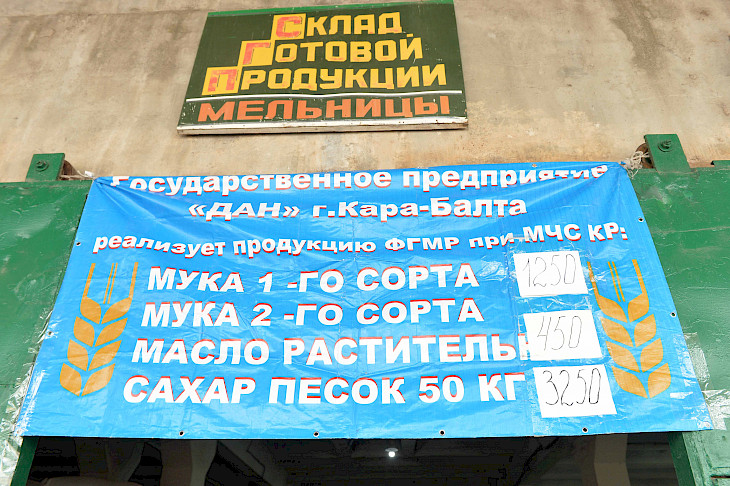 СКЛАД
ГОТОВОЙ
ПРОДУКЦИИ
МЕЛЬНИЦЫ
Государственное предприятие
«ДАН» г.Кара-Балта
реализует продукцию ФГМР при МЧС КР:
МУКА 1 -ГО СОРТА 1250
МУКА 2 -ГО СОРТА
МАСЛО РАСТИТЕЛЬ 450
САХАР ПЕСОК 50 КГ 3250